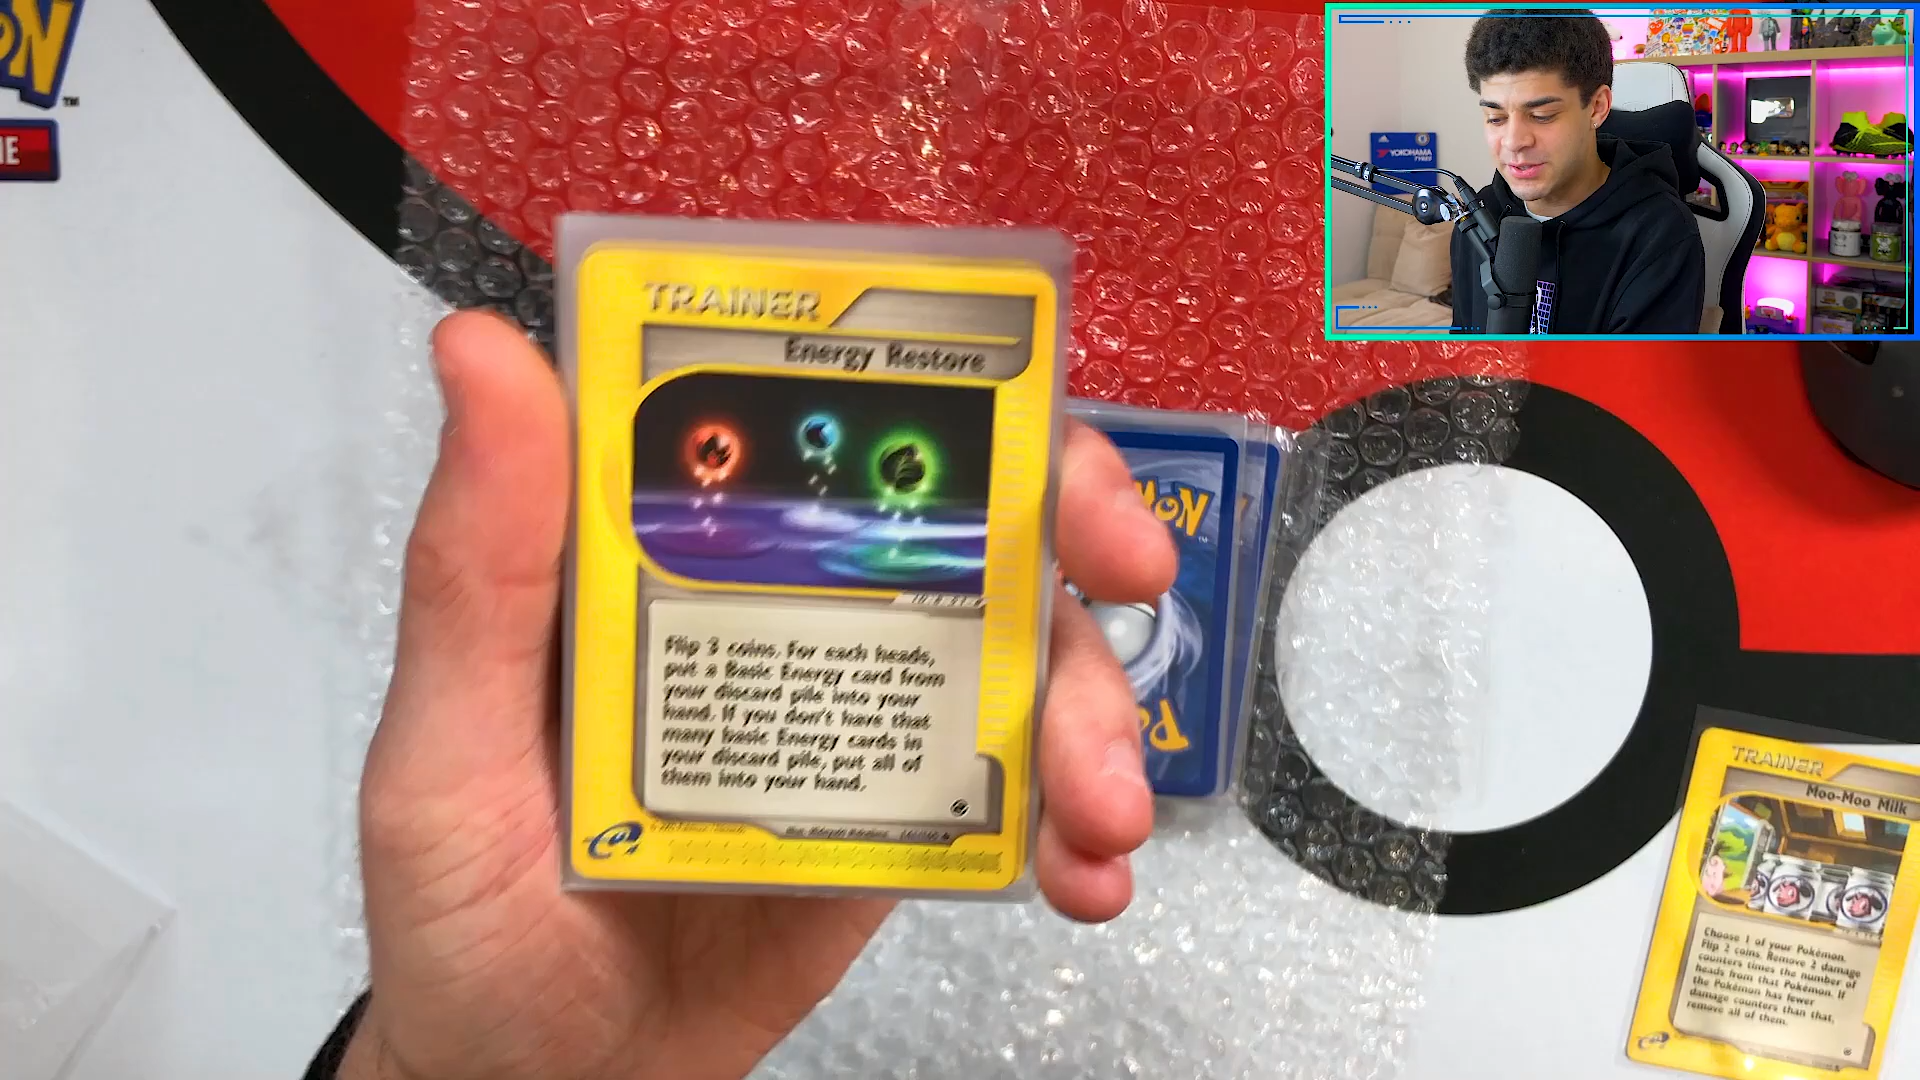 TRAINER
Energy Restore
Flip 3 coins. For each heads,
put a Basic Energy card from
your discard pile into your
hand. If you don't have that
many basic Energy cards in
your discard pile, put all of
them into your hand.
YOKOHAMA
TYRES
TRAINER
Moo-Moo Milk
Choose 1 of your Pokémon.
Flip 2 coins. Remove 2 damage
counters times the number of
heads from that Pokémon. If
the Pokémon has fewer
damage counters than that,
remove all of them.